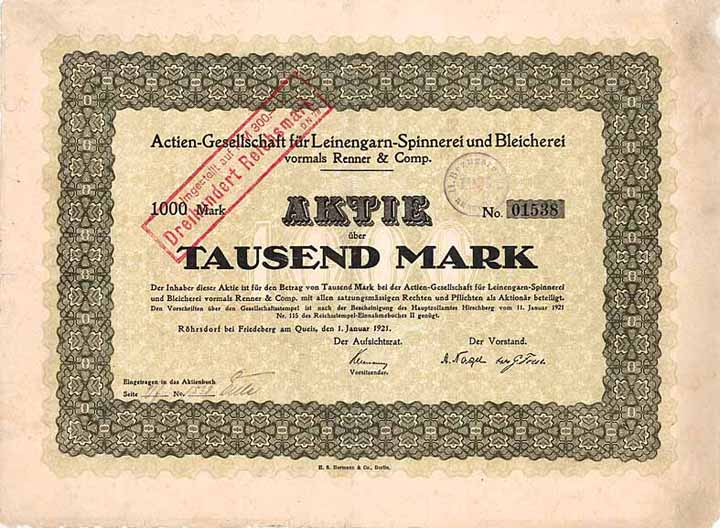 Umgestellt auf RM 300.-
Dreihundert Reichsmark
Actien-Gesellschaft für Leinengarn-Spinnerei und Bleicherei
vormals Renner & Comp.
1000 Mark AKTIE No. 01538
über
TAUSEND MARK
Der Inhaber dieser Aktie ist für den Betrag von Tausend Mark bei der Actien-Gesellschaft für Leinengarn-Spinnerei
und Bleicherei vormals Renner & Comp. mit allen satzungsmässigen Rechten und Pflichten als Aktionär beteiligt.
Den Vorschriften über den Gesellschaftsstempel ist nach der Bescheinigung des Hauptzollamtes Hirschberg vom 11. Januar 1921
Nr. 115 des Reichsstempel-Einnahmebuches II genügt.
Röhrsdorf bei Friedeberg am Queis, den 1. Januar 1921.
Der Aufsichtsrat. Der Vorstand.
Vorsitzender.
A. Nagel
Eingetragen in das Aktienbuch
Seite No.
H. S. Hermann & Co., Berlin.